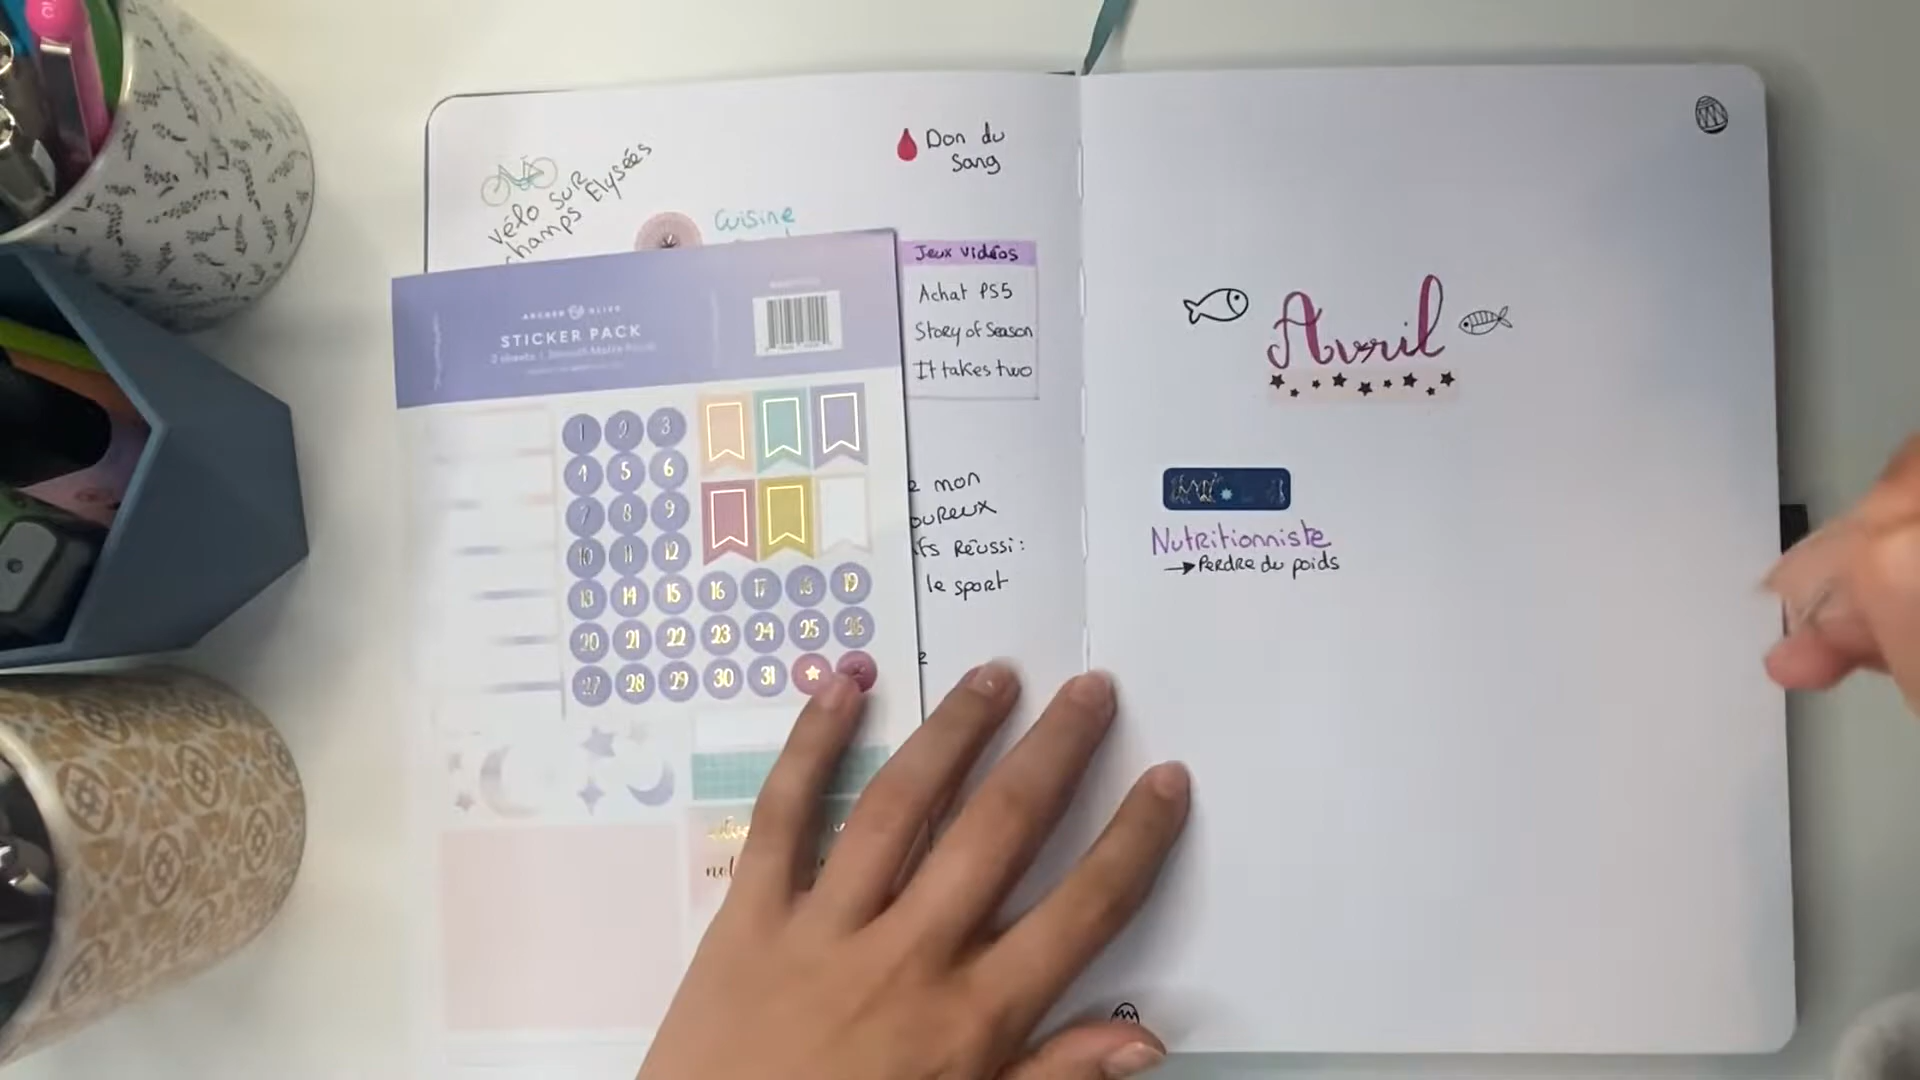 vélo sur
champs Elysées
Cuisine
Don du
Sang
Jeux vidéos
Achat PS5
Story of Season
It takes two
mon
oureux
Réussi:
le sport
ARCHER OLIVE
STICKER PACK
1 2 3
4 5 6
7 8 9
10 11 12
13 14 15 16 17 18 19
20 21 22 23 24 25 26
27 28 29 30 31
Avril
Nutritionniste
→ Perdre du poids